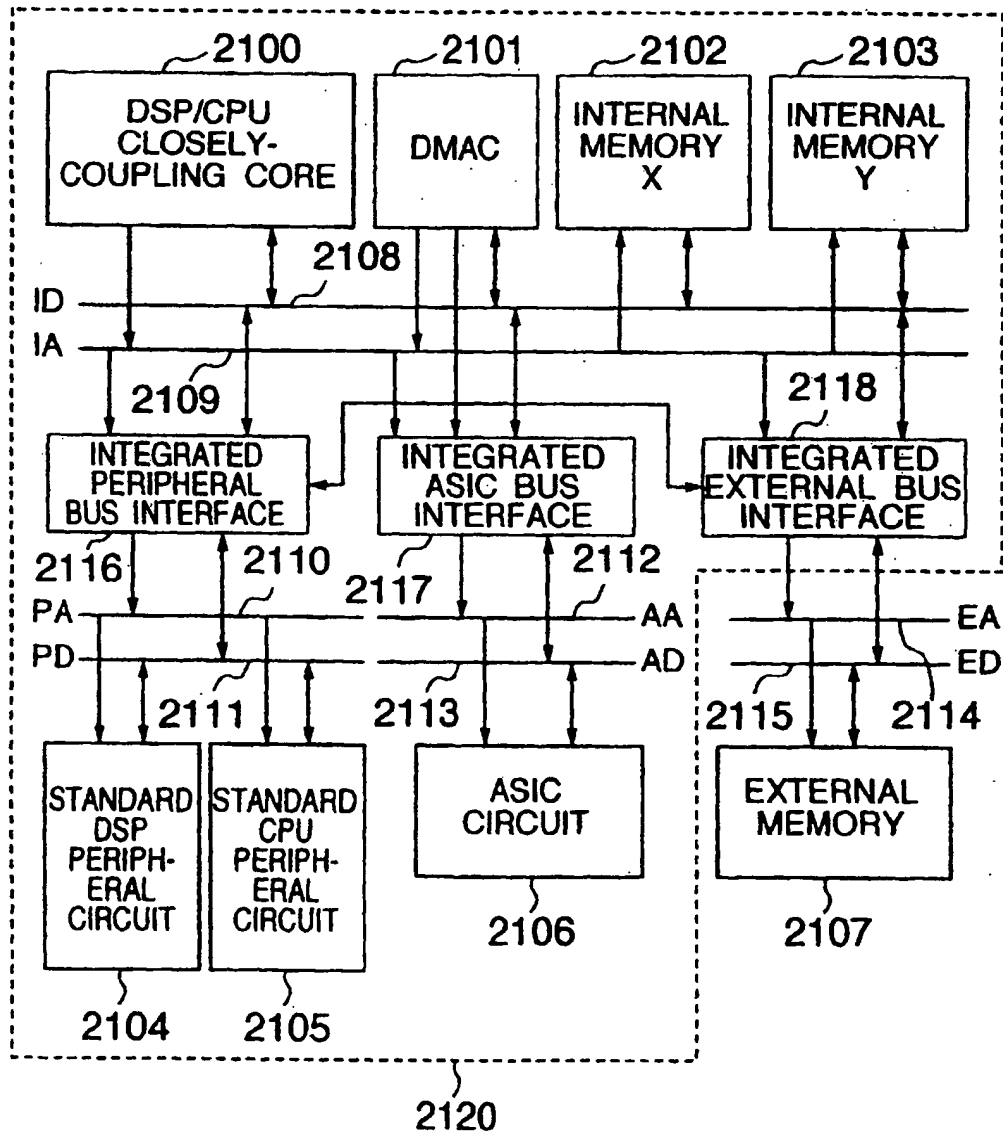 2100
2101
2102
2103
DSP/CPU
CLOSELY-
COUPLING CORE
DMAC
INTERNAL
MEMORY
X
INTERNAL
MEMORY
Y
2108
ID
IA
2109
2118
INTEGRATED
PERIPHERAL
BUS INTERFACE
INTEGRATED
ASIC BUS
INTERFACE
INTEGRATED
EXTERNAL BUS
INTERFACE
2116
2110
2117
2112
PA
AA
EA
PD
AD
ED
2111
2113
2115
2114
STANDARD
DSP
PERIPH-
ERAL
CIRCUIT
STANDARD
CPU
PERIPH-
ERAL
CIRCUIT
ASIC
CIRCUIT
EXTERNAL
MEMORY
2106
2107
2104
2105
2120